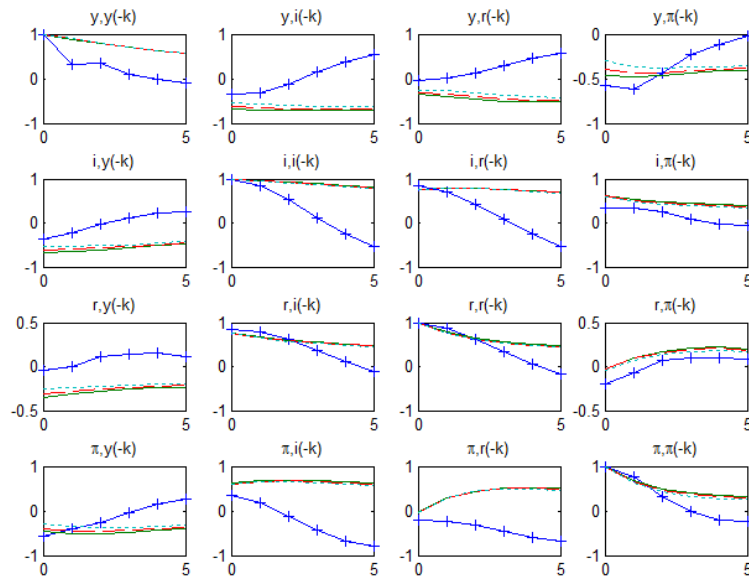 y,y(-k) y,i(-k) y,r(-k) y,π(-k)
1 1 1 0
0 0 0 -0.5
-1 -1 -1 -1
0 5 0 5 0 5 0 5
i,y(-k) i,i(-k) i,r(-k) i,π(-k)
1 1 1 1
0 0 0 0
-1 -1 -1 -1
0 5 0 5 0 5 0 5
r,y(-k) r,i(-k) r,r(-k) r,π(-k)
0.5 1 1 0.5
0 0 0 0
-0.5 -1 -1 -0.5
0 5 0 5 0 5 0 5
π,y(-k) π,i(-k) π,r(-k) π,π(-k)
1 1 1 1
0 0 0 0
-1 -1 -1 -1
0 5 0 5 0 5 0 5